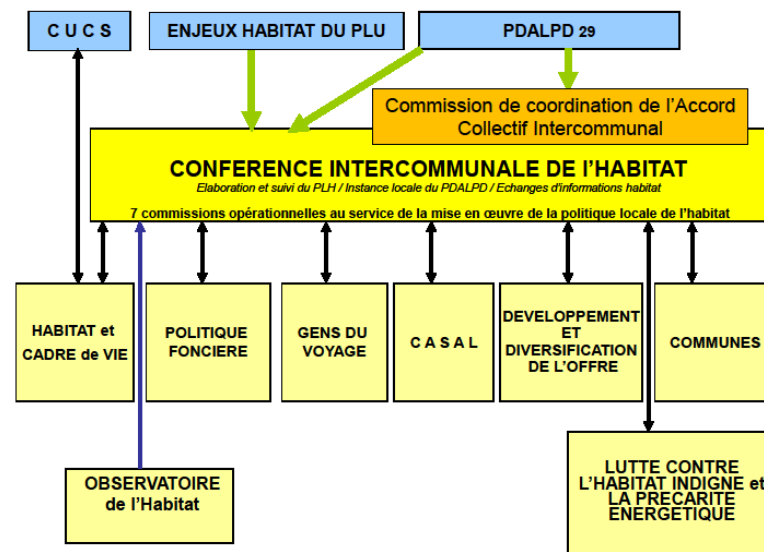 C U C S
ENJEUX HABITAT DU PLU
PDALPD 29
Commission de coordination de l'Accord
Collectif Intercommunal
CONFERENCE INTERCOMMUNALE DE l'HABITAT
Elaboration et suivi du PLH / Instance locale du PDALPD / Echanges d'informations habitat
7 commissions opérationnelles au service de la mise en œuvre de la politique locale de l'habitat
HABITAT et
CADRE de VIE
POLITIQUE
FONCIERE
GENS DU
VOYAGE
C A S A L
DEVELOPPEMENT
ET
DIVERSIFICATION
DE L'OFFRE
COMMUNES
OBSERVATOIRE
de l'Habitat
LUTTE CONTRE
L'HABITAT INDIGNE et
LA PRECARITE
ENERGETIQUE